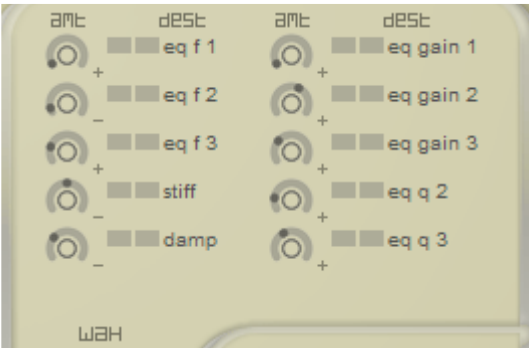 amt dest amt dest
eq f 1 eq gain 1
+
eq f 2 eq gain 2
- +
eq f 3 eq gain 3
+ +
stiff eq q 2
- +
damp eq q 3
- +
wah